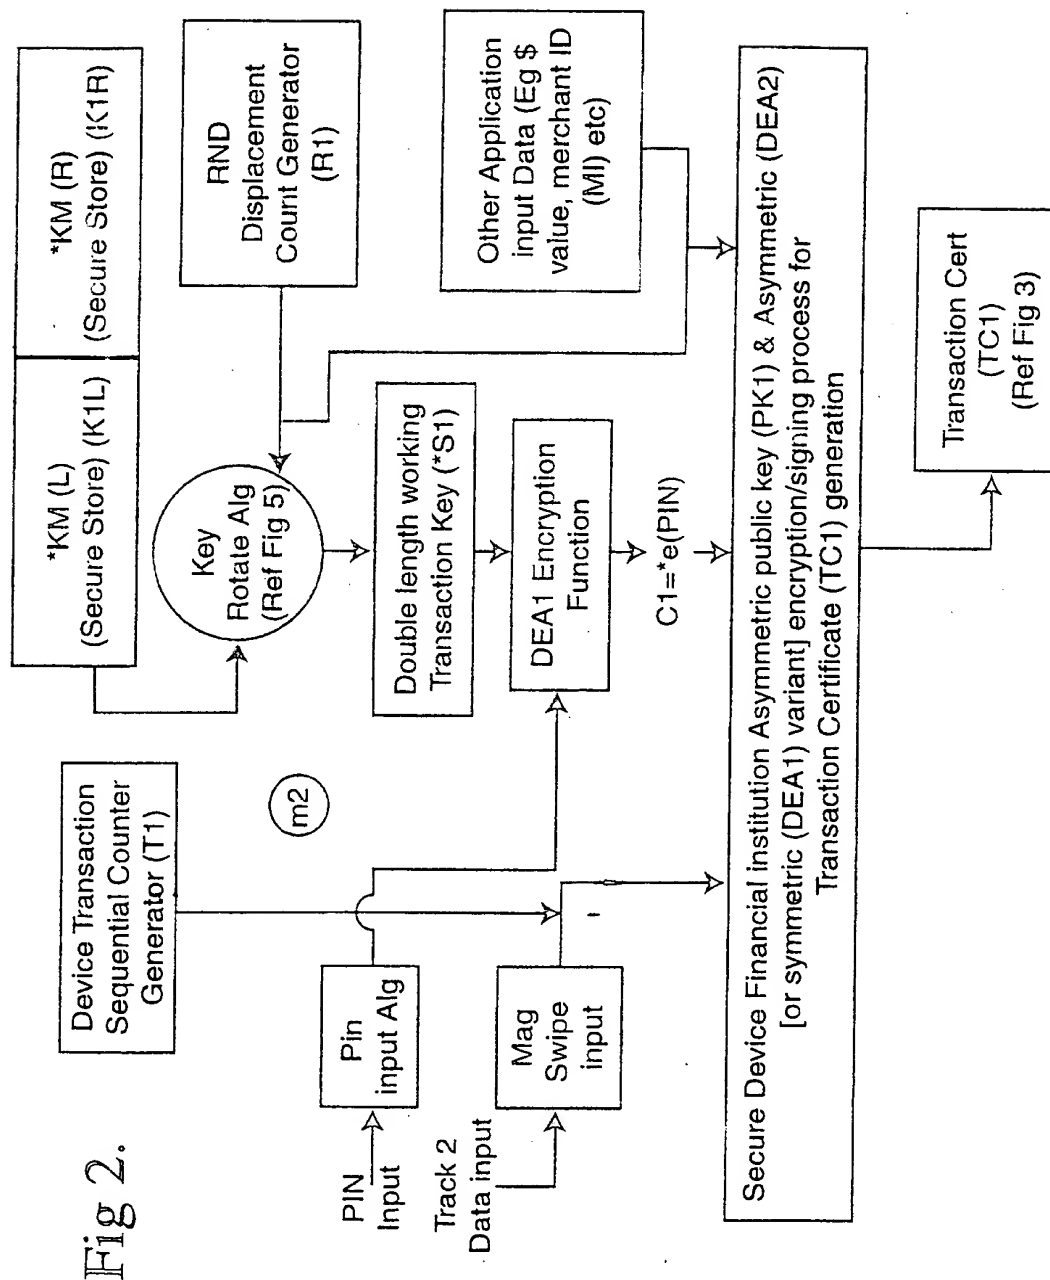 Fig 2.
*KM (L)
(Secure Store) (K1L)
*KM (R)
(Secure Store) (K1R)
Device Transaction
Sequential Counter
Generator (T1)
m2
Key
Rotate Alg
(Ref Fig 5)
RND
Displacement
Count Generator
(R1)
PIN
Input
Pin
input Alg
Double length working
Transaction Key (*S1)
Other Application
input Data (Eg $
value, merchant ID
(MI) etc
Track 2
Data input
Mag
Swipe
input
DEA1 Encryption
Function
C1=*e(PIN)
Secure Device Financial institution Asymmetric public key (PK1) & Asymmetric (DEA2)
[or symmetric (DEA1) variant] encryption/signing process for
Transaction Certificate (TC1) generation
Transaction Cert
(TC1)
(Ref Fig 3)